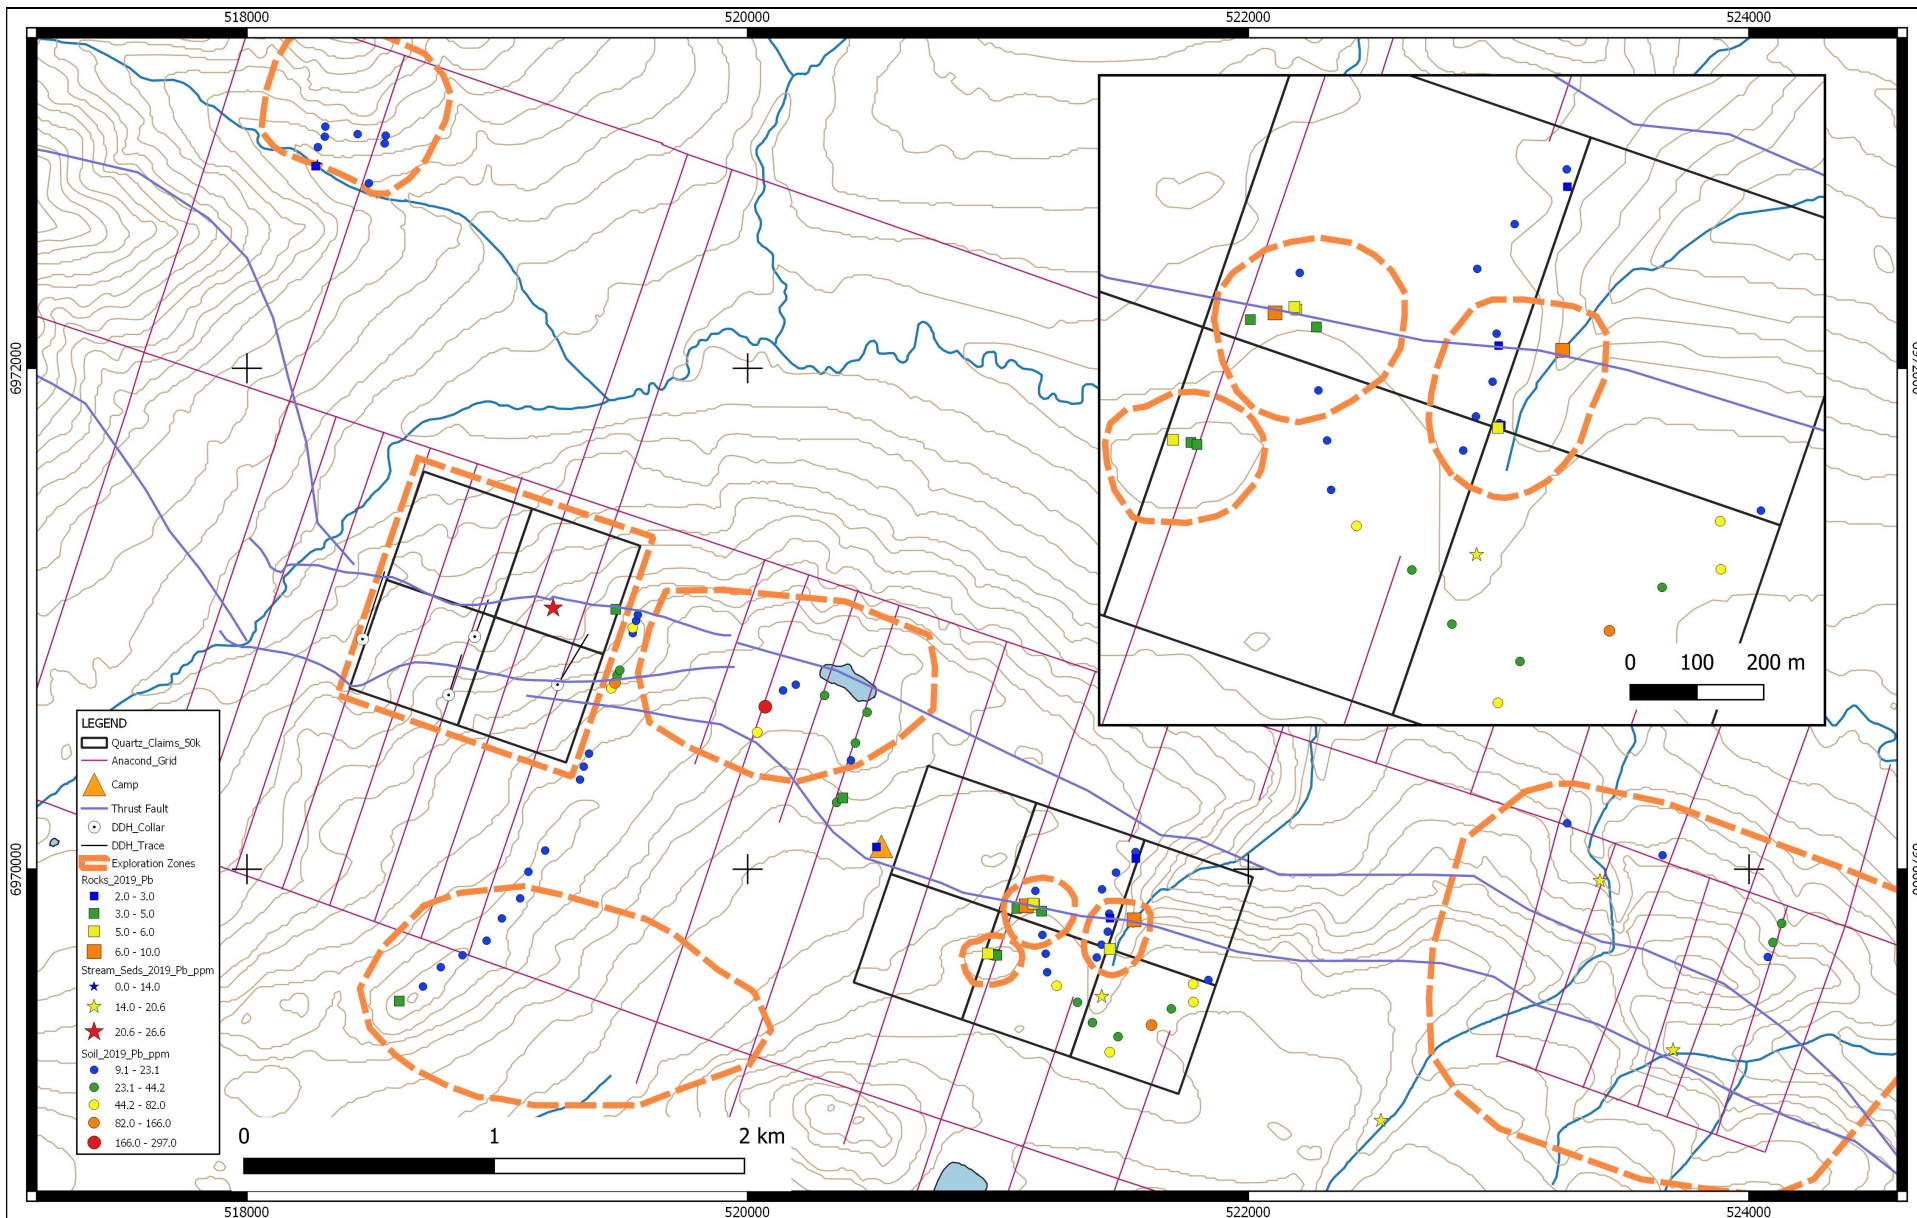 518000 520000 522000 524000
6972000
6972000
0 100 200 m
LEGEND
Quartz_Claims_50k
Anacond_Grid
Camp
Thrust Fault
DDH_Collar
DDH_Trace
Exploration Zones
Rocks_2019_Pb
2.0 - 3.0
3.0 - 5.0
5.0 - 6.0
6.0 - 10.0
Stream_Seds_2019_Pb_ppm
0.0 - 14.0
14.0 - 20.6
20.6 - 26.6
Soil_2019_Pb_ppm
9.1 - 23.1
23.1 - 44.2
44.2 - 82.0
82.0 - 166.0
166.0 - 297.0
6970000
6970000
0 1 2 km
518000 520000 522000 524000